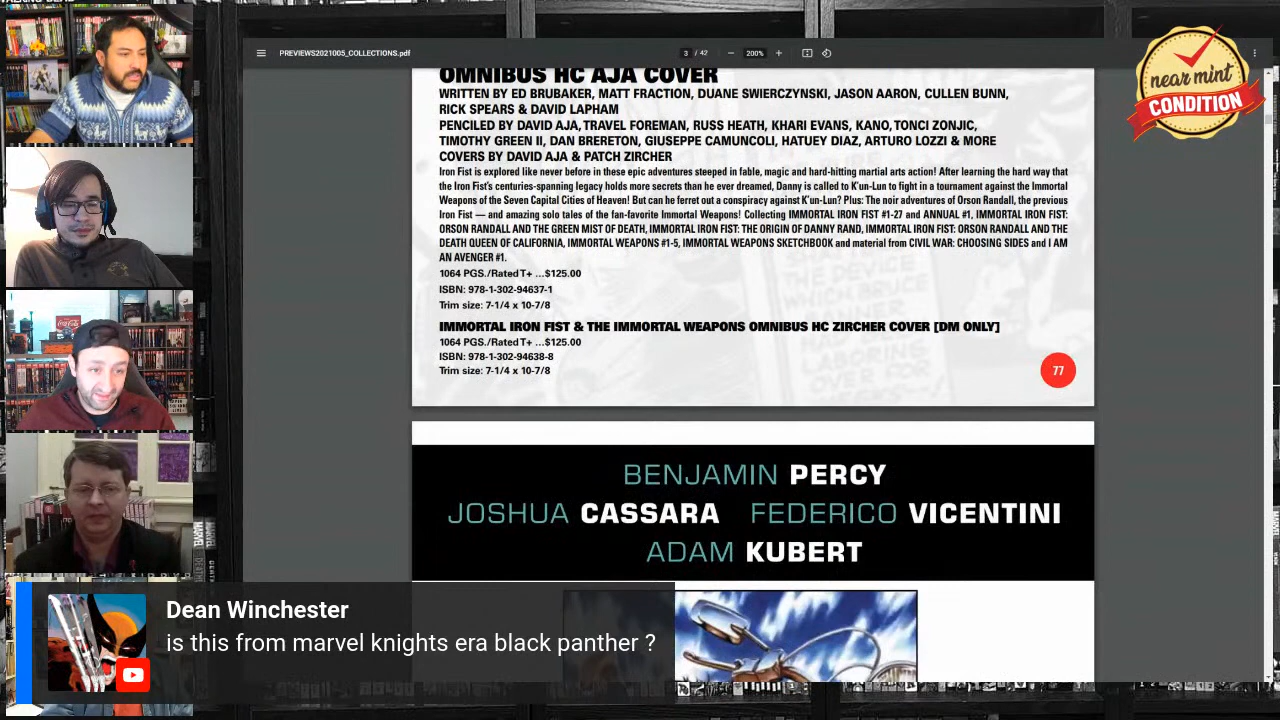 PREVIEWS2021005_COLLECTIONS.pdf
3 / 42
200%
near mint
CONDITION
OMNIBUS HC AJA COVER
WRITTEN BY ED BRUBAKER, MATT FRACTION, DUANE SWIERCZYNSKI, JASON AARON, CULLEN BUNN,
RICK SPEARS & DAVID LAPHAM
PENCILED BY DAVID AJA, TRAVEL FOREMAN, RUSS HEATH, KHARI EVANS, KANO, TONCI ZONJIC,
TIMOTHY GREEN II, DAN BRERETON, GIUSEPPE CAMUNCOLI, HATUEY DIAZ, ARTURO LOZZI & MORE
COVERS BY DAVID AJA & PATCH ZIRCHER
Iron Fist is explored like never before in these epic adventures steeped in fable, magic and hard-hitting martial arts action! After learning the hard way that
the Iron Fist's centuries-spanning legacy holds more secrets than he ever dreamed, Danny is called to K'un-Lun to fight in a tournament against the Immortal
Weapons of the Seven Capital Cities of Heaven! But can he ferret out a conspiracy against K'un-Lun? Plus: The noir adventures of Orson Randall, the previous
Iron Fist — and amazing solo tales of the fan-favorite Immortal Weapons! Collecting IMMORTAL IRON FIST #1-27 and ANNUAL #1, IMMORTAL IRON FIST:
ORSON RANDALL AND THE GREEN MIST OF DEATH, IMMORTAL IRON FIST: THE ORIGIN OF DANNY RAND, IMMORTAL IRON FIST: ORSON RANDALL AND THE
DEATH QUEEN OF CALIFORNIA, IMMORTAL WEAPONS #1-5, IMMORTAL WEAPONS SKETCHBOOK and material from CIVIL WAR: CHOOSING SIDES and I AM
AN AVENGER #1.
1064 PGS./Rated T+ ...$125.00
ISBN: 978-1-302-94637-1
Trim size: 7-1/4 x 10-7/8
IMMORTAL IRON FIST & THE IMMORTAL WEAPONS OMNIBUS HC ZIRCHER COVER [DM ONLY]
1064 PGS./Rated T+ ...$125.00
ISBN: 978-1-302-94638-8
Trim size: 7-1/4 x 10-7/8
77
BENJAMIN PERCY
JOSHUA CASSARA FEDERICO VICENTINI
ADAM KUBERT
Dean Winchester
is this from marvel knights era black panther ?